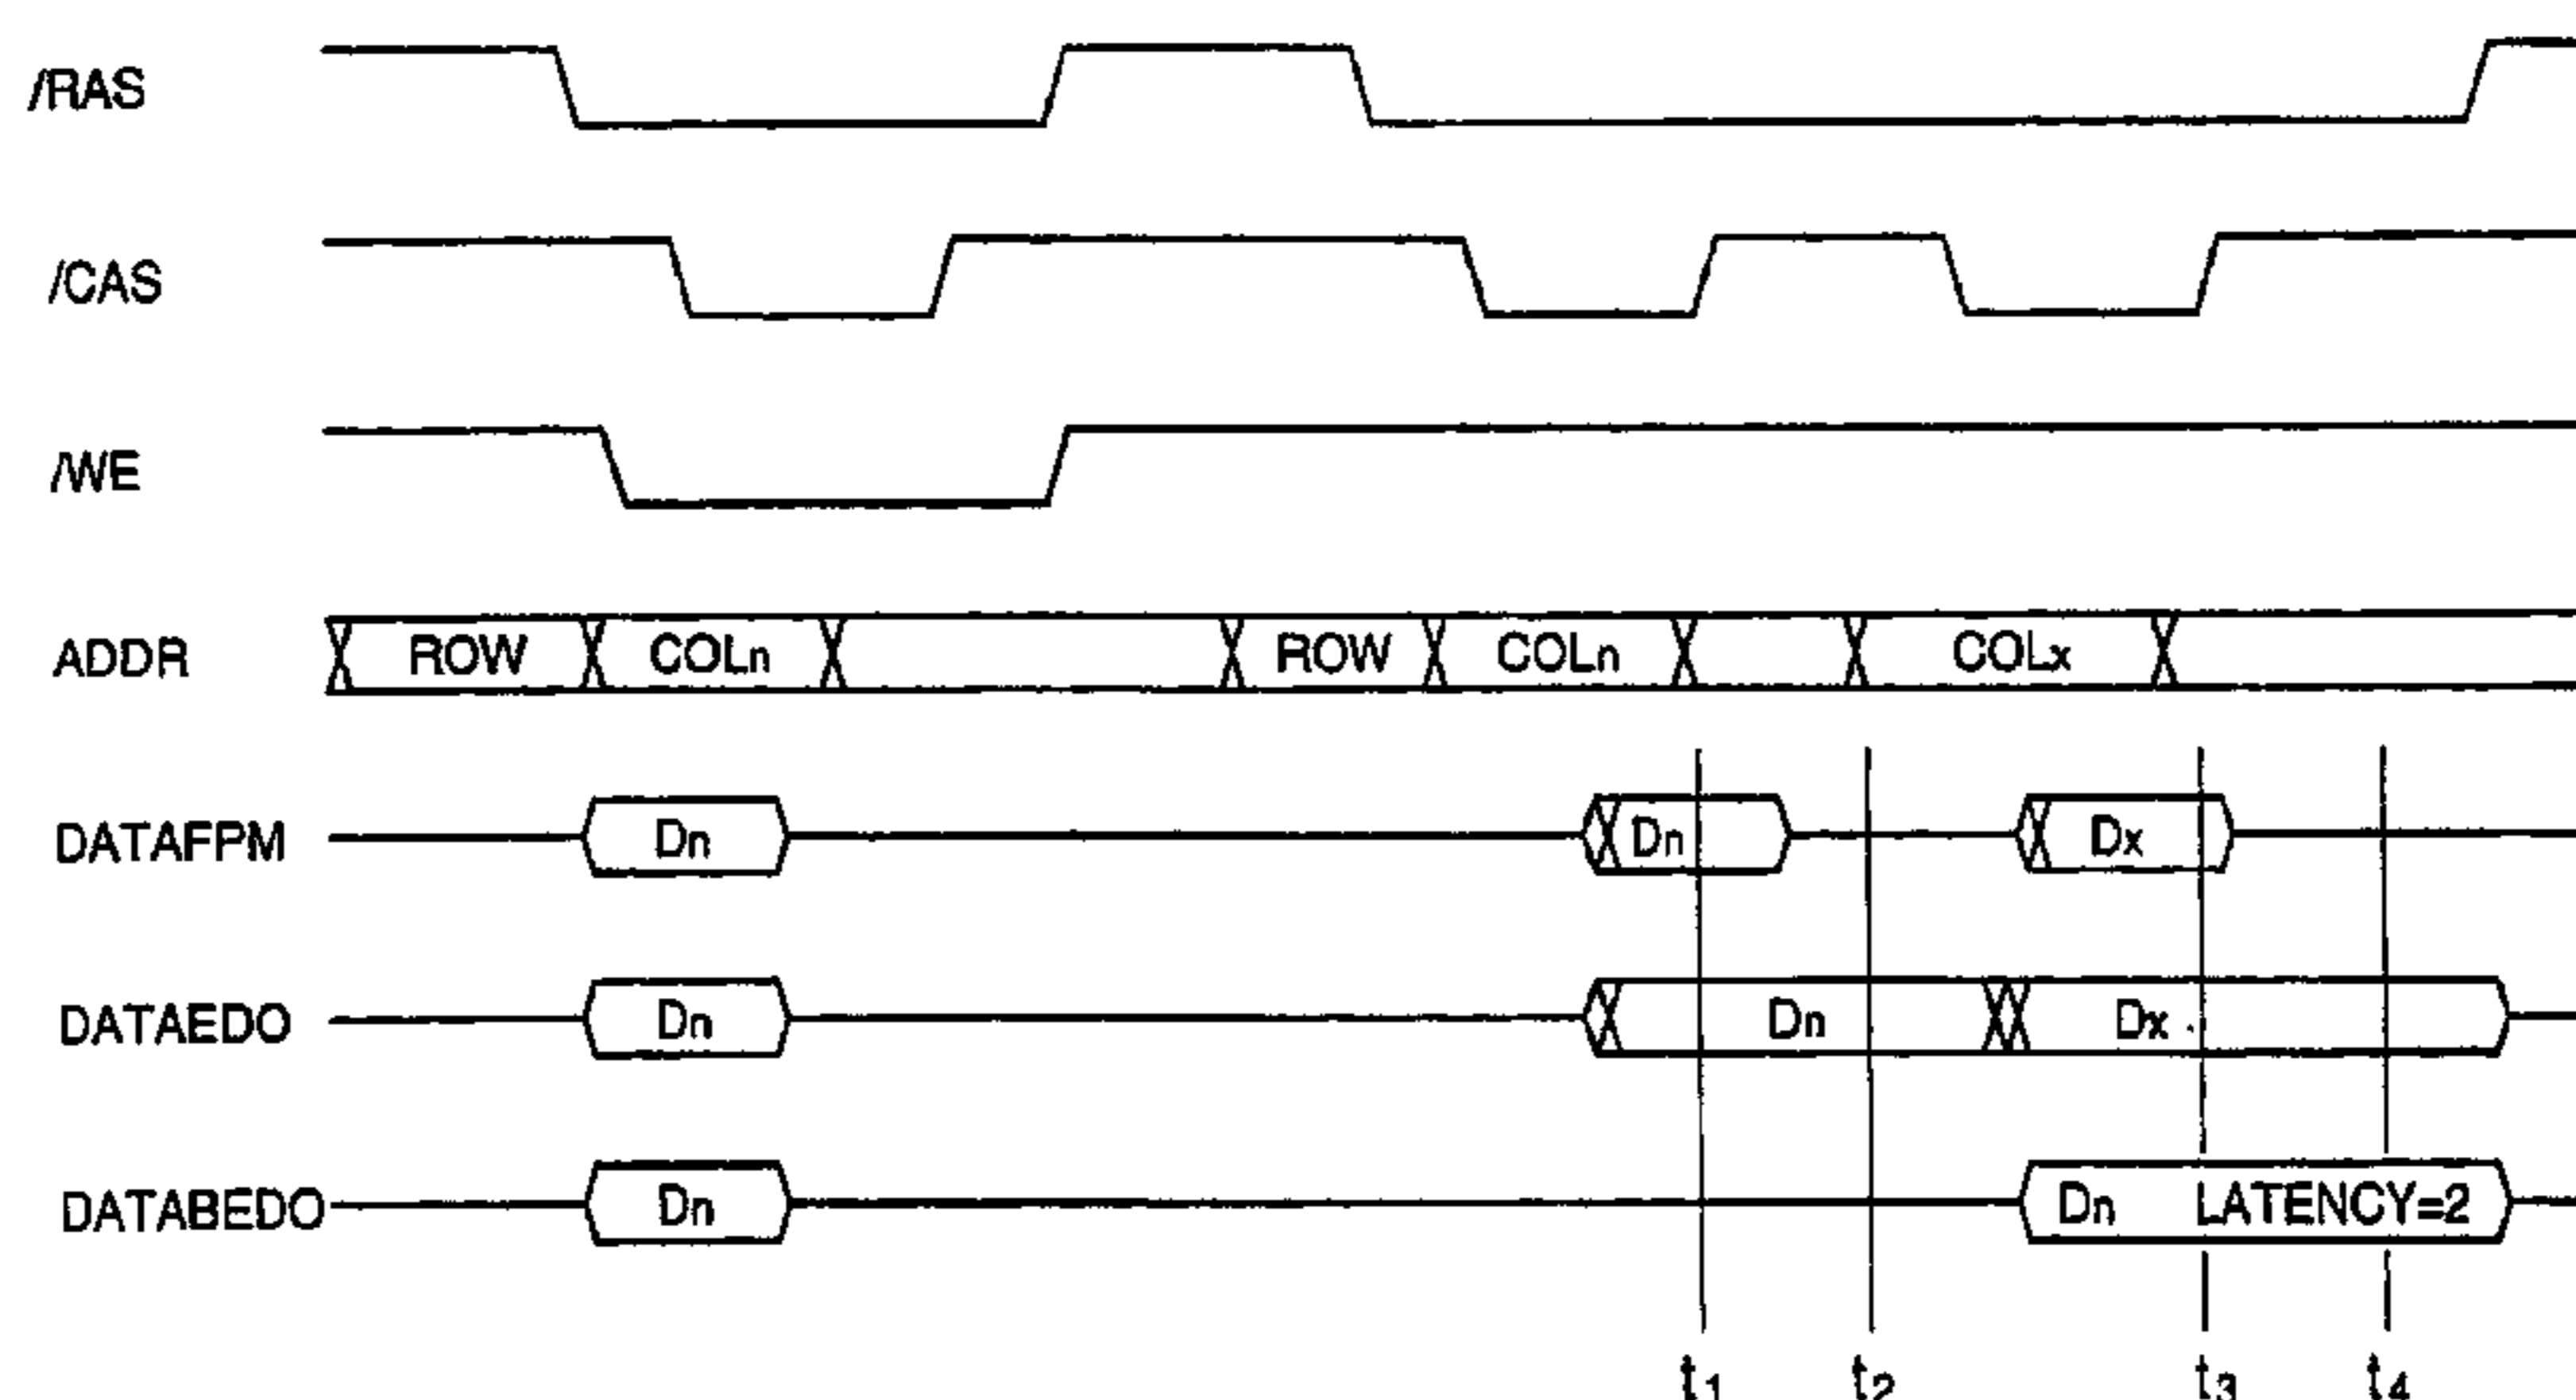 /RAS
/CAS
/WE
ADDR ROW COLn ROW COLn COLx
DATAFPM Dn Dn Dx
DATAEDO Dn Dn Dx
DATABEDO Dn Dn LATENCY=2
t1 t2 t3 t4